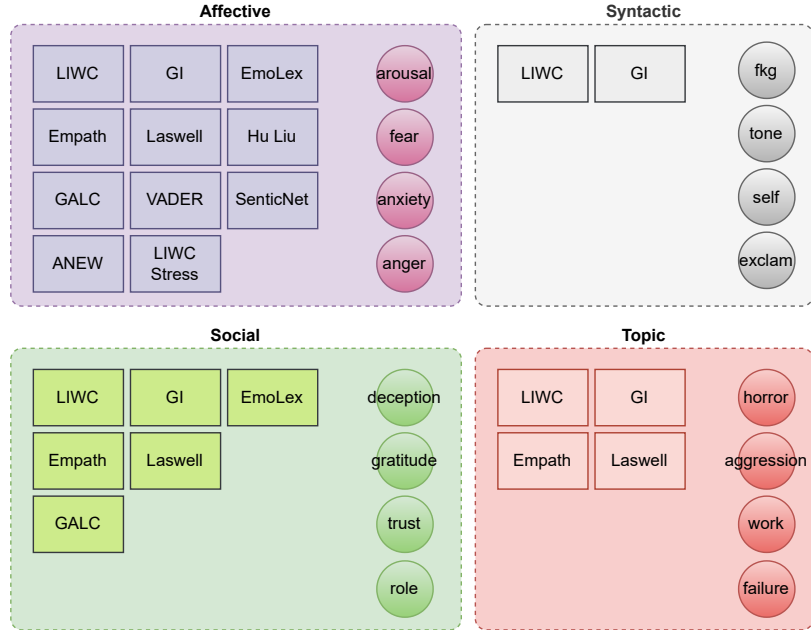 Affective
LIWC GI EmoLex arousal
Empath Laswell Hu Liu fear
GALC VADER SenticNet anxiety
ANEW LIWC Stress anger
Syntactic
LIWC GI fkg
tone
self
exclam
Social
LIWC GI EmoLex deception
Empath Laswell gratitude
GALC trust
role
Topic
LIWC GI horror
Empath Laswell aggression
work
failure